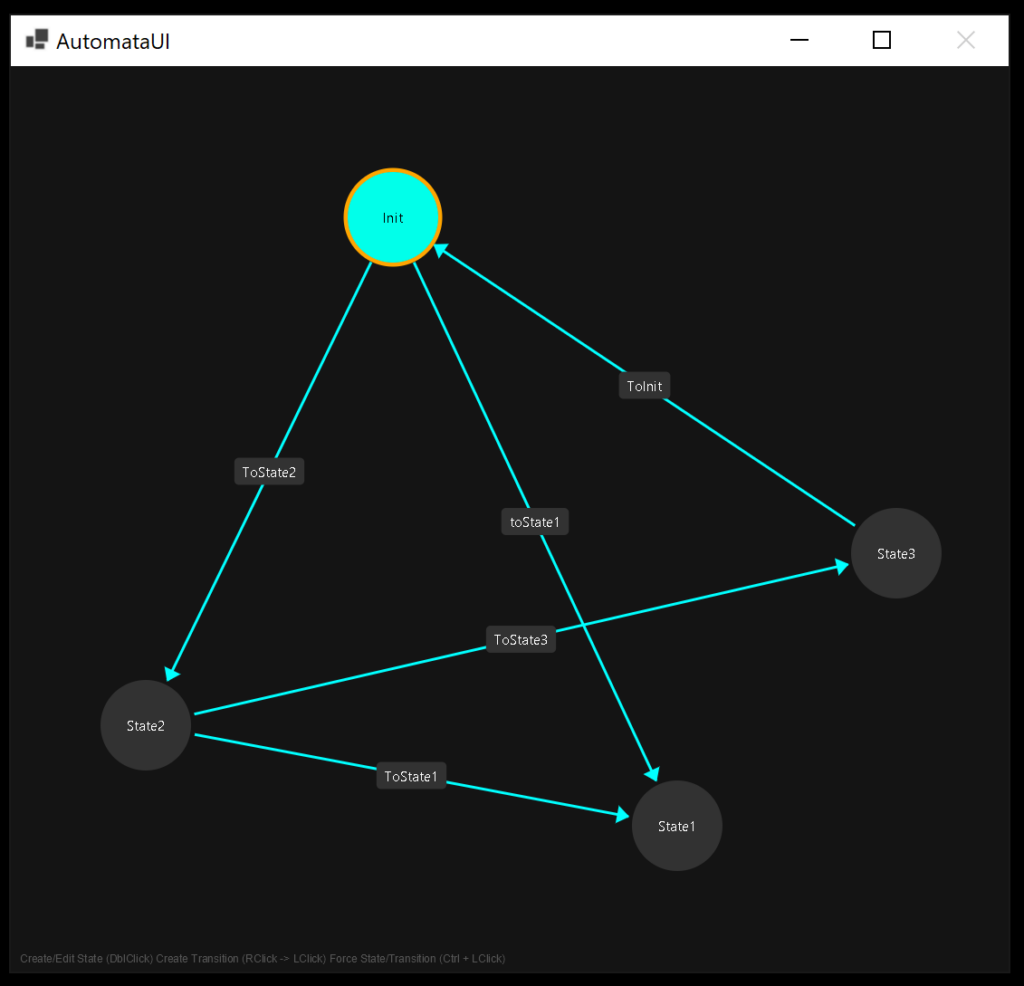 AutomataUI
Init
ToInit
ToState2
toState1
State3
ToState3
State2
ToState1
State1
Create/Edit State (DblClick) Create Transition (RClick -> LClick) Force State/Transition (Ctrl + LClick)